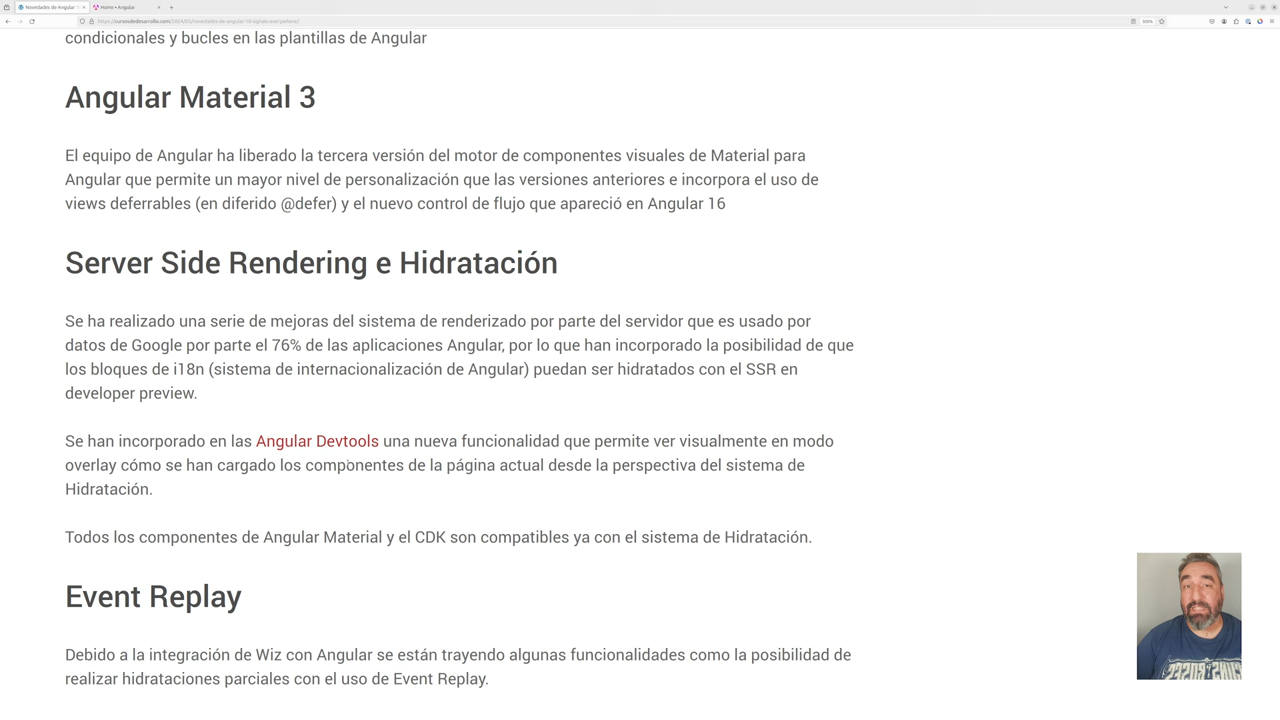 Novedades de Angular
Home • Angular
condicionales y bucles en las plantillas de Angular
Angular Material 3
El equipo de Angular ha liberado la tercera versión del motor de componentes visuales de Material para
Angular que permite un mayor nivel de personalización que las versiones anteriores e incorpora el uso de
views deferrables (en diferido @defer) y el nuevo control de flujo que apareció en Angular 16
Server Side Rendering e Hidratación
Se ha realizado una serie de mejoras del sistema de renderizado por parte del servidor que es usado por
datos de Google por parte el 76% de las aplicaciones Angular, por lo que han incorporado la posibilidad de que
los bloques de i18n (sistema de internacionalización de Angular) puedan ser hidratados con el SSR en
developer preview.
Se han incorporado en las Angular Devtools una nueva funcionalidad que permite ver visualmente en modo
overlay cómo se han cargado los componentes de la página actual desde la perspectiva del sistema de
Hidratación.
Todos los componentes de Angular Material y el CDK son compatibles ya con el sistema de Hidratación.
Event Replay
Debido a la integración de Wiz con Angular se están trayendo algunas funcionalidades como la posibilidad de
realizar hidrataciones parciales con el uso de Event Replay.